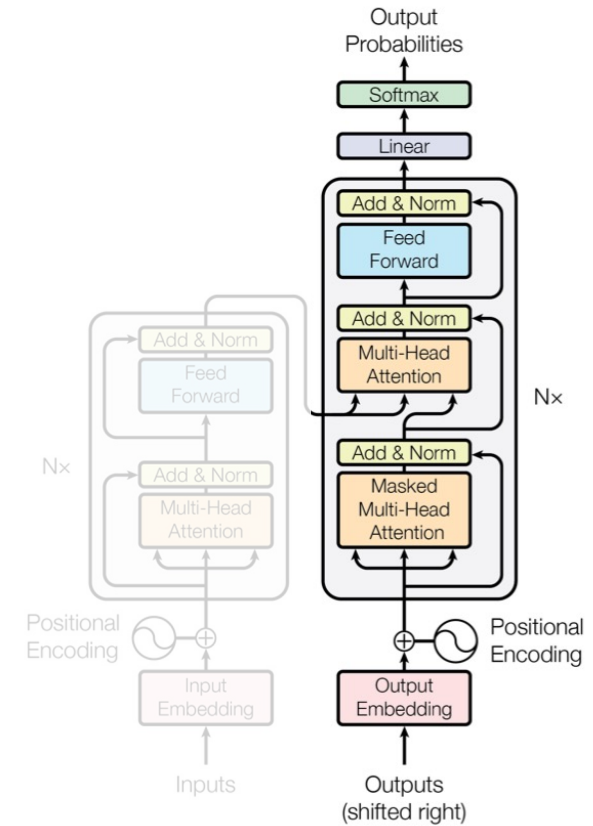 Output
Probabilities
Softmax
Linear
Add & Norm
Feed
Forward
Add & Norm
Multi-Head
Attention
Add & Norm
Masked
Multi-Head
Attention
N×
Positional
Encoding
Output
Embedding
Outputs
(shifted right)
Add & Norm
Feed
Forward
Add & Norm
Multi-Head
Attention
N×
Positional
Encoding
Input
Embedding
Inputs